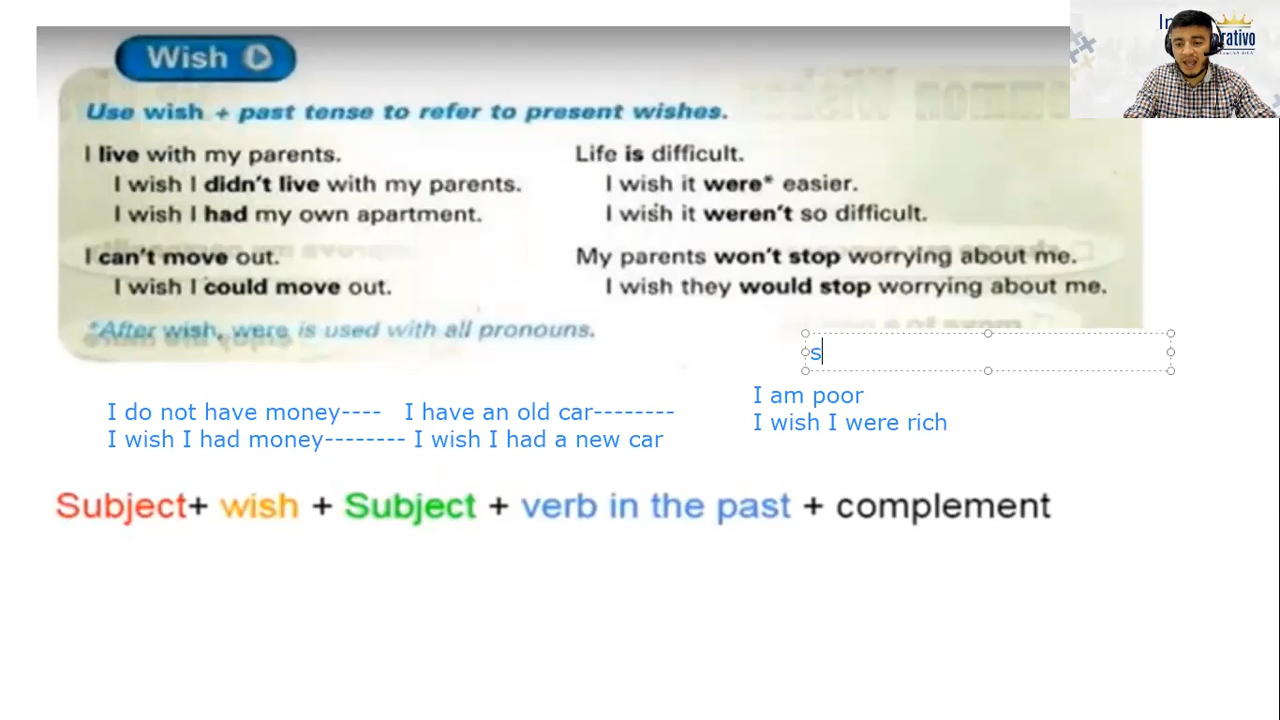 Wish
Use wish + past tense to refer to present wishes.
I live with my parents.
I wish I didn't live with my parents.
I wish I had my own apartment.
I can't move out.
I wish I could move out.
Life is difficult.
I wish it were* easier.
I wish it weren't so difficult.
My parents won't stop worrying about me.
I wish they would stop worrying about me.
*After wish, were is used with all pronouns.
s
I do not have money---- I have an old car--------
I wish I had money-------- I wish I had a new car
I am poor
I wish I were rich
Subject+ wish + Subject + verb in the past + complement